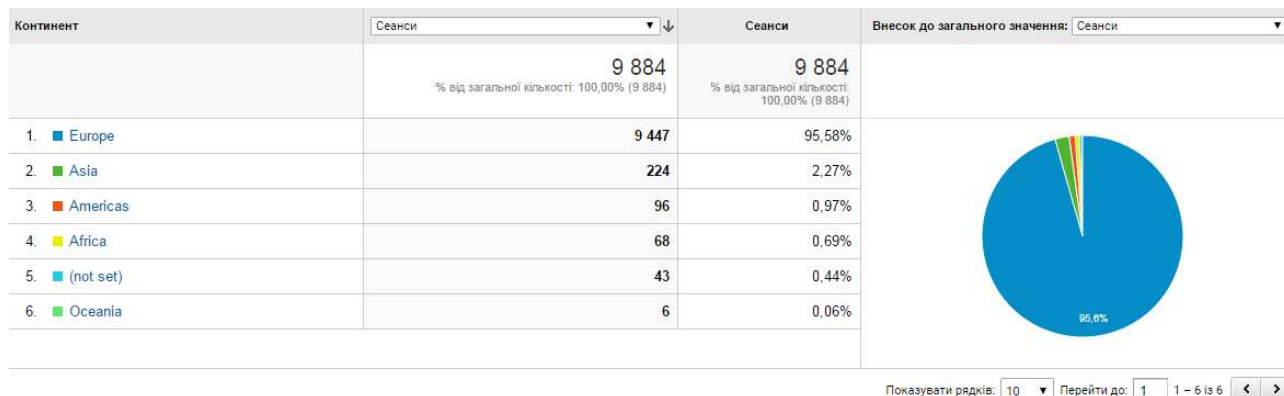 Континент Сеанси Сеанси Внесок до загального значення: Сеанси
9 884 9 884
% від загальної кількості: 100,00% (9 884) % від загальної кількості:
100,00% (9 884)
1. Europe 9 447 95,58%
2. Asia 224 2,27%
3. Americas 96 0,97%
4. Africa 68 0,69%
5. (not set) 43 0,44%
6. Oceania 6 0,06%
95,6%
Показувати рядків: 10 Перейти до: 1 1 – 6 із 6